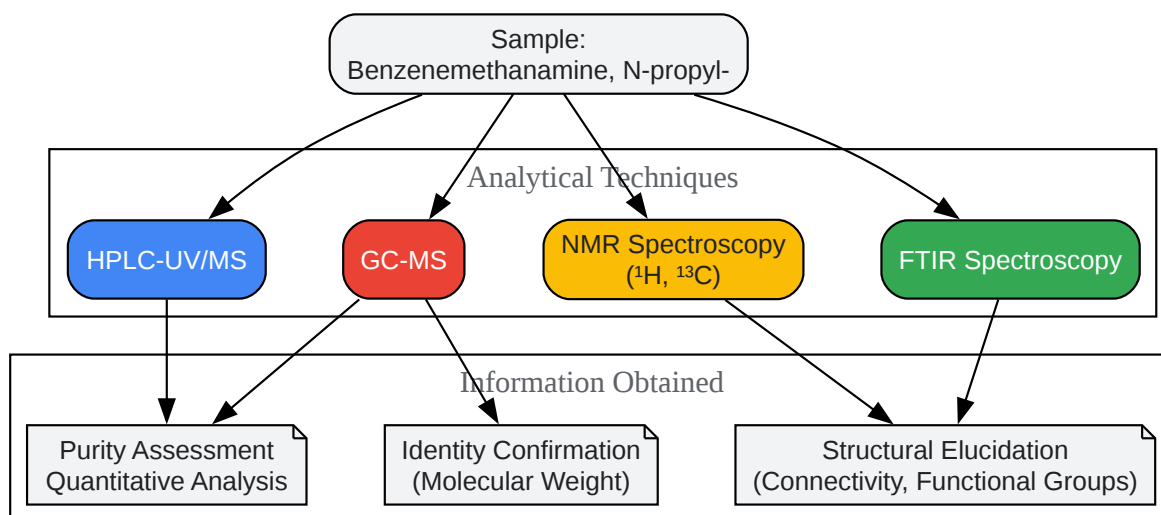 Sample:
Benzenemethanamine, N-propyl-
Analytical Techniques
HPLC-UV/MS
GC-MS
NMR Spectroscopy
(¹H, ¹³C)
FTIR Spectroscopy
Information Obtained
Purity Assessment
Quantitative Analysis
Identity Confirmation
(Molecular Weight)
Structural Elucidation
(Connectivity, Functional Groups)